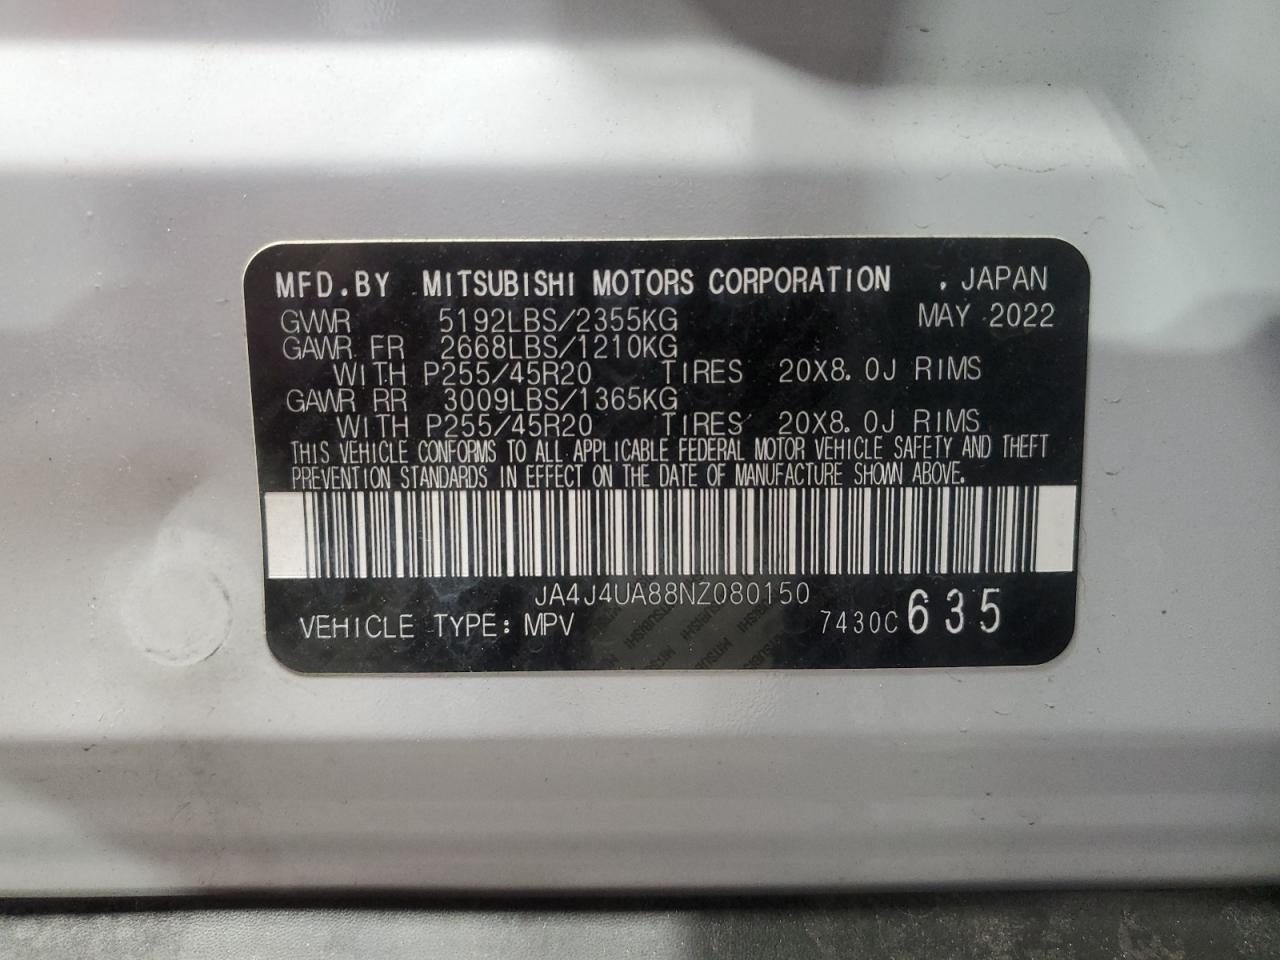 MFD.BY MITSUBISHI MOTORS CORPORATION , JAPAN
GVWR 5192LBS/2355KG MAY 2022
GAWR FR 2668LBS/1210KG
WITH P255/45R20 TIRES 20X8.0J RIMS
GAWR RR 3009LBS/1365KG
WITH P255/45R20 TIRES 20X8.0J RIMS
THIS VEHICLE CONFORMS TO ALL APPLICABLE FEDERAL MOTOR VEHICLE SAFETY AND THEFT
PREVENTION STANDARDS IN EFFECT ON THE DATE OF MANUFACTURE SHOWN ABOVE.
JA4J4UA88NZ080150
VEHICLE TYPE: MPV 7430C 635